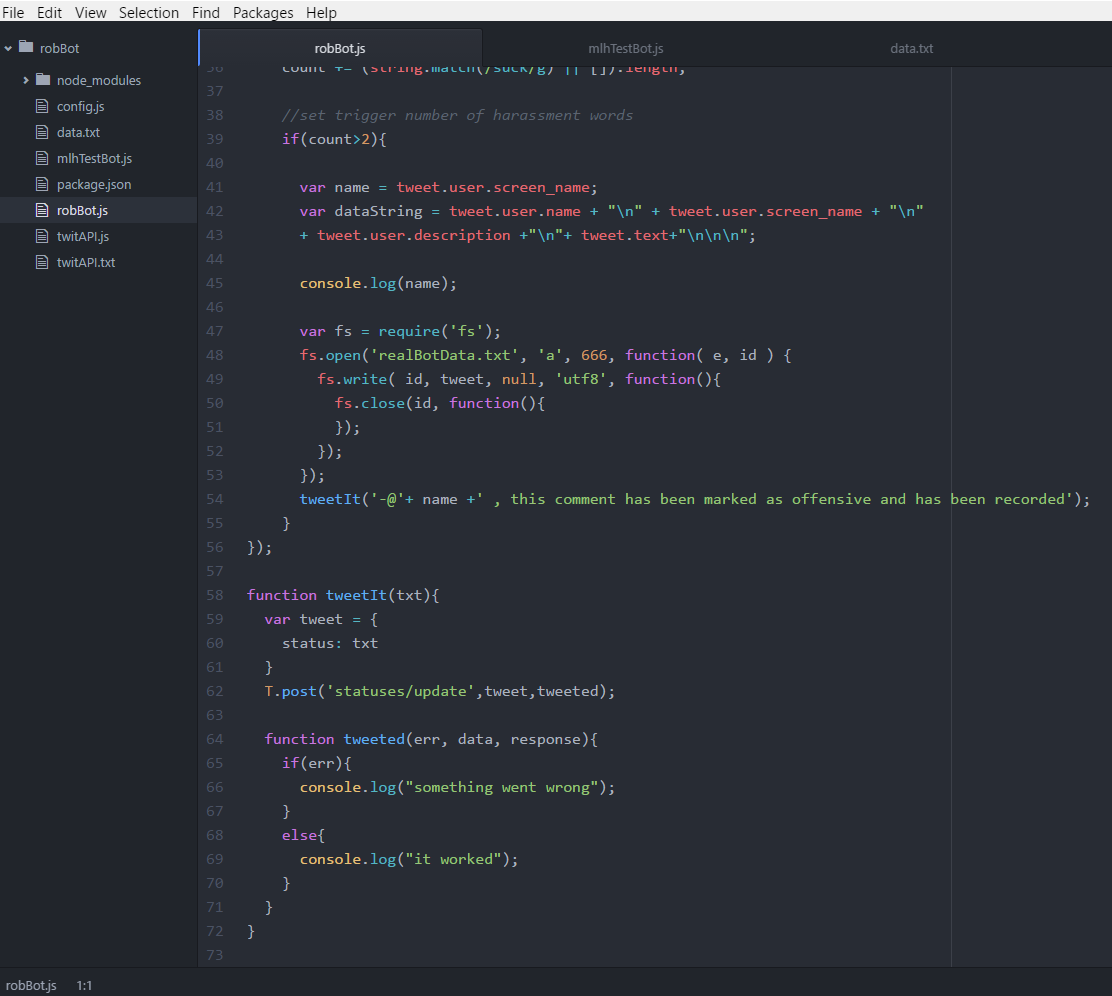 File Edit View Selection Find Packages Help
robBot
node_modules
config.js
data.txt
mlhTestBot.js
package.json
robBot.js
twitAPI.js
twitAPI.txt
robBot.js mlhTestBot.js data.txt
36 count += (string.match(/suck/g) || []).length;
37
38 //set trigger number of harassment words
39 if(count>2){
40
41 var name = tweet.user.screen_name;
42 var dataString = tweet.user.name + "\n" + tweet.user.screen_name + "\n"
43 + tweet.user.description +"\n"+ tweet.text+"\n\n\n";
44
45 console.log(name);
46
47 var fs = require('fs');
48 fs.open('realBotData.txt', 'a', 666, function( e, id ) {
49 fs.write( id, tweet, null, 'utf8', function(){
50 fs.close(id, function(){
51 });
52 });
53 });
54 tweetIt('-@'+ name +' , this comment has been marked as offensive and has been recorded');
55 }
56 });
57
58 function tweetIt(txt){
59 var tweet = {
60 status: txt
61 }
62 T.post('statuses/update',tweet,tweeted);
63
64 function tweeted(err, data, response){
65 if(err){
66 console.log("something went wrong");
67 }
68 else{
69 console.log("it worked");
70 }
71 }
72 }
73
robBot.js 1:1